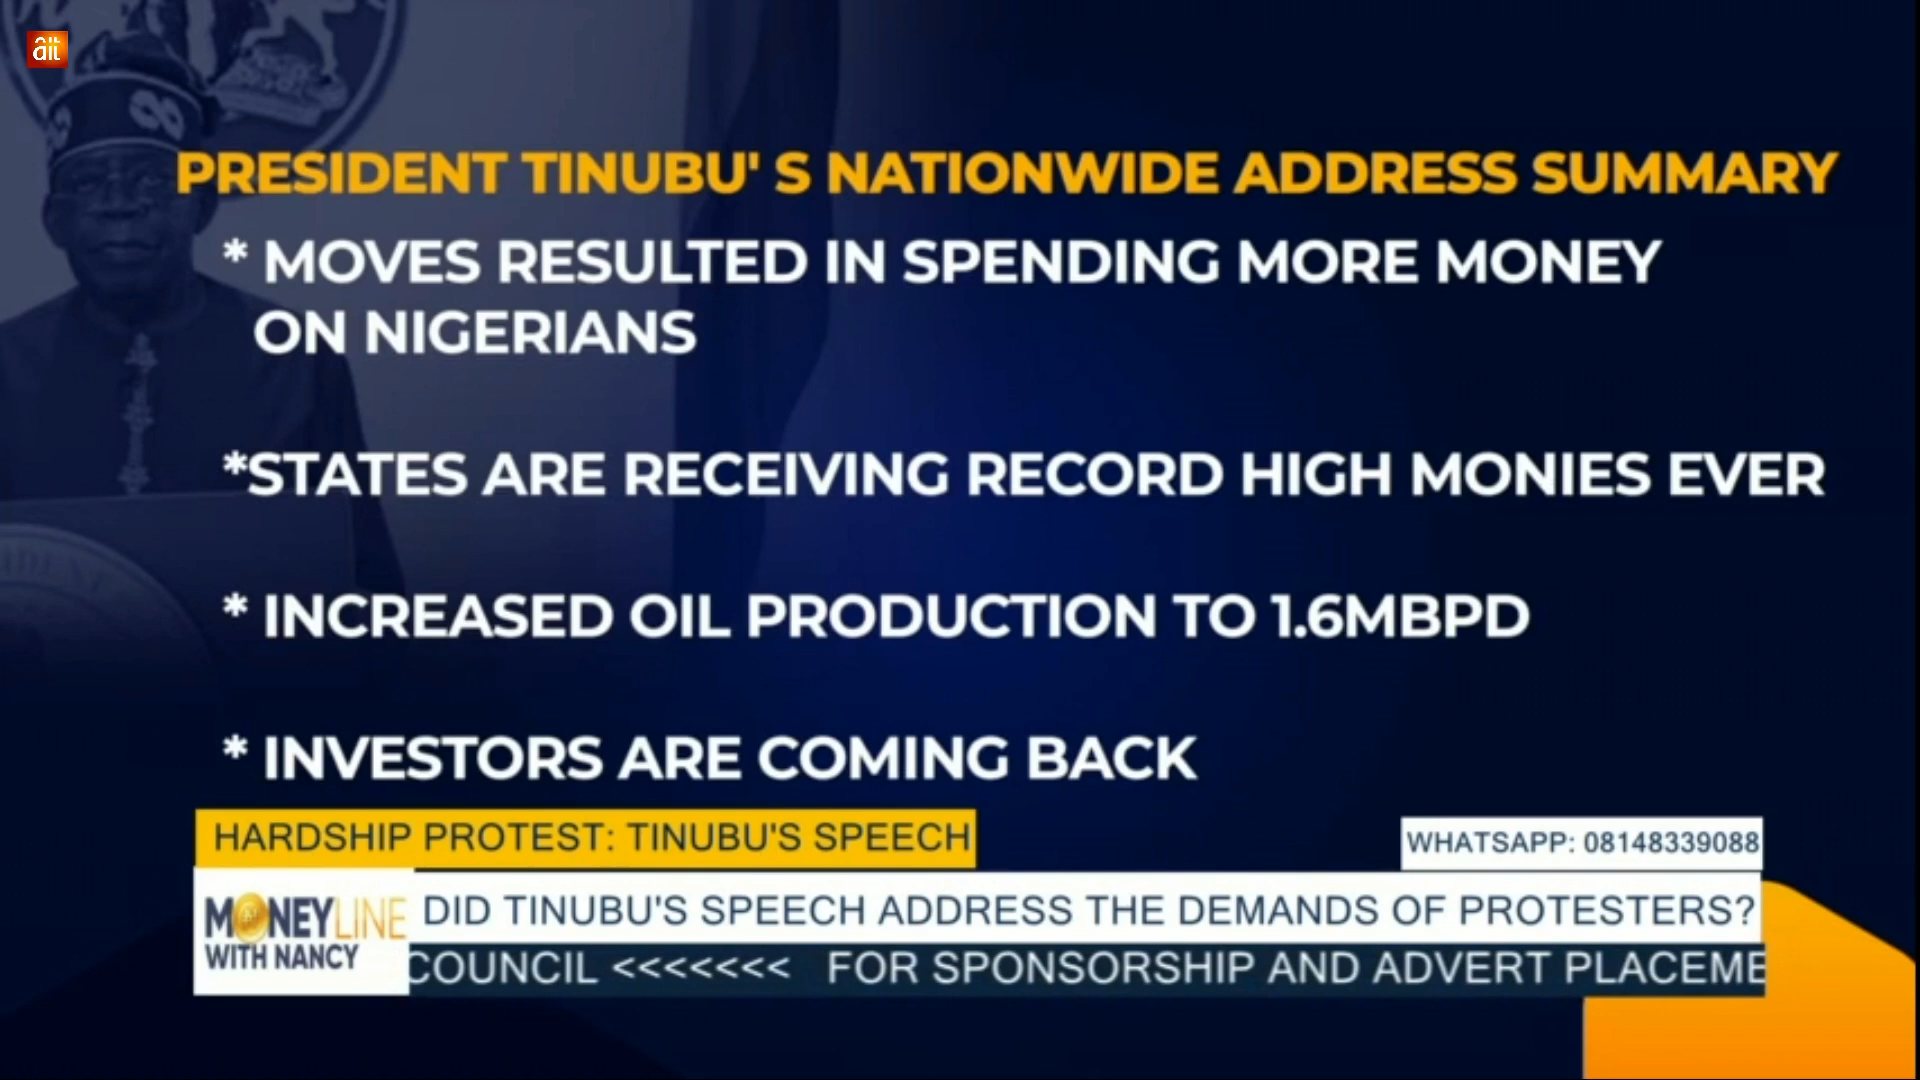 ait
PRESIDENT TINUBU' S NATIONWIDE ADDRESS SUMMARY
* MOVES RESULTED IN SPENDING MORE MONEY
ON NIGERIANS
*STATES ARE RECEIVING RECORD HIGH MONIES EVER
* INCREASED OIL PRODUCTION TO 1.6MBPD
* INVESTORS ARE COMING BACK
HARDSHIP PROTEST: TINUBU'S SPEECH
WHATSAPP: 08148339088
MONEYLINE
WITH NANCY
DID TINUBU'S SPEECH ADDRESS THE DEMANDS OF PROTESTERS?
COUNCIL <<<<<<< FOR SPONSORSHIP AND ADVERT PLACEME